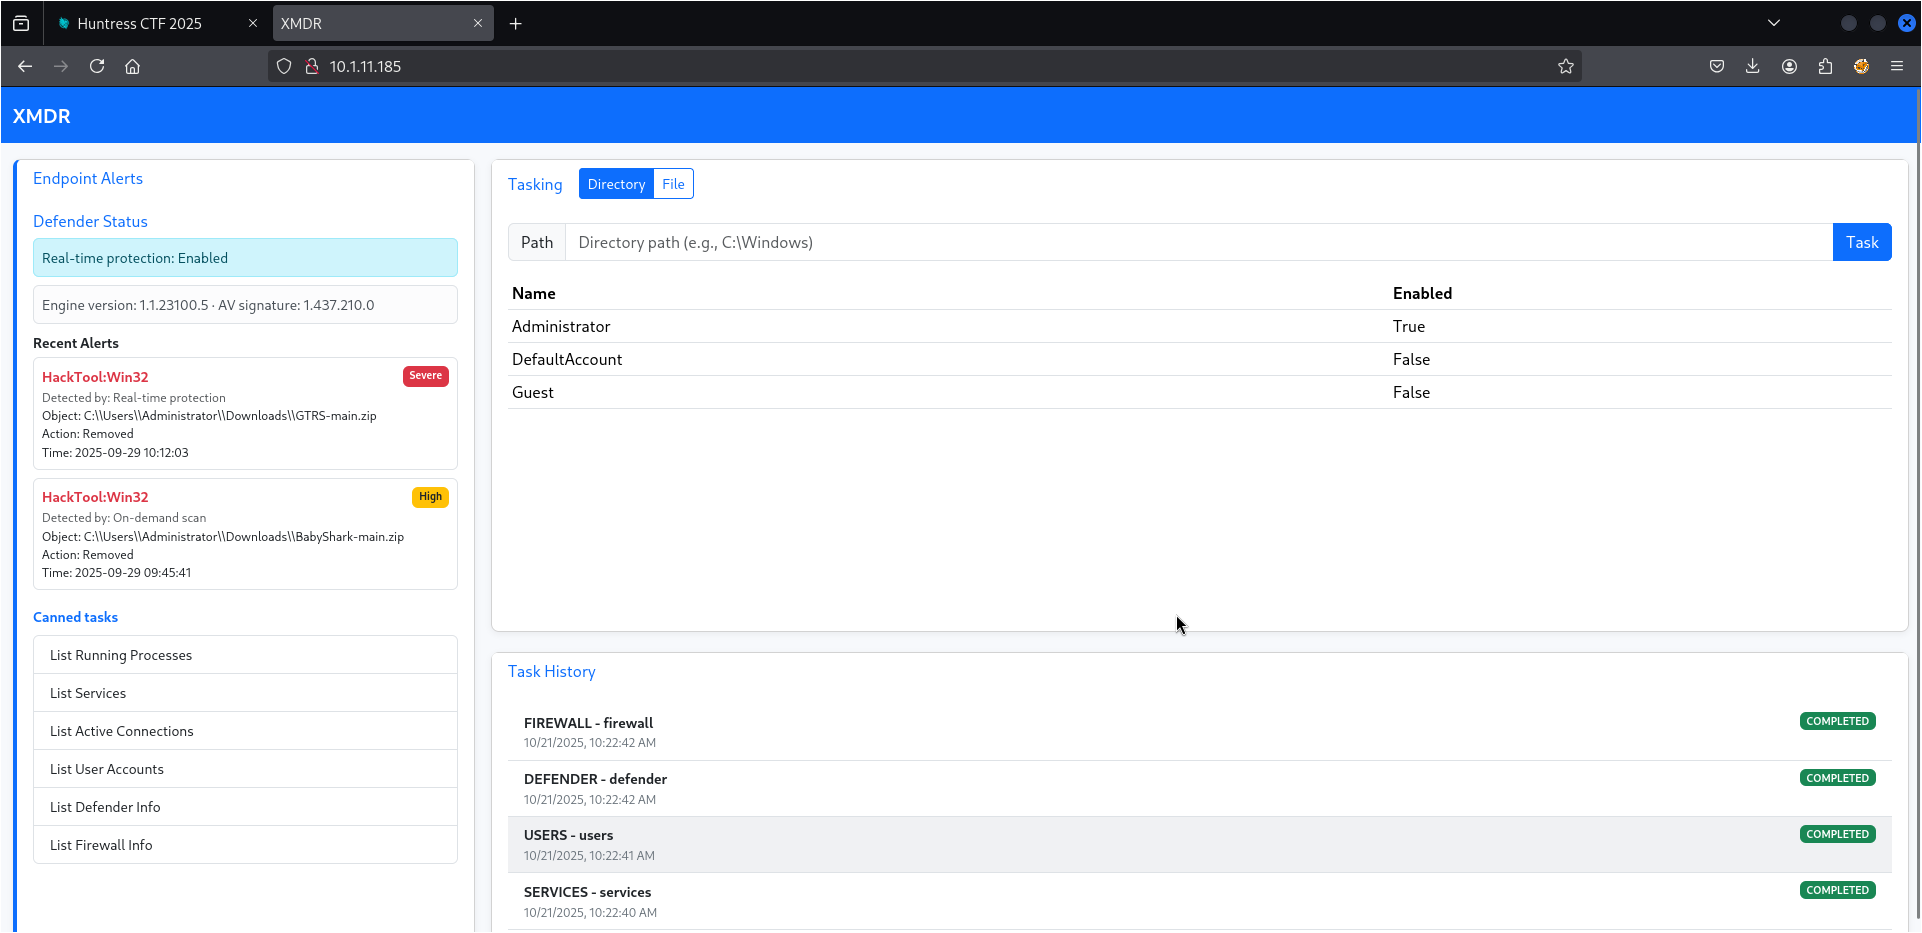 Huntress CTF 2025
XMDR
10.1.11.185
XMDR
Endpoint Alerts
Defender Status
Real-time protection: Enabled
Engine version: 1.1.23100.5 · AV signature: 1.437.210.0
Recent Alerts
HackTool:Win32 Severe
Detected by: Real-time protection
Object: C:\\Users\\Administrator\\Downloads\\GTRS-main.zip
Action: Removed
Time: 2025-09-29 10:12:03
HackTool:Win32 High
Detected by: On-demand scan
Object: C:\\Users\\Administrator\\Downloads\\BabyShark-main.zip
Action: Removed
Time: 2025-09-29 09:45:41
Canned tasks
List Running Processes
List Services
List Active Connections
List User Accounts
List Defender Info
List Firewall Info
Tasking Directory File
Path Directory path (e.g., C:\Windows) Task
Name Enabled
Administrator True
DefaultAccount False
Guest False
Task History
FIREWALL - firewall COMPLETED
10/21/2025, 10:22:42 AM
DEFENDER - defender COMPLETED
10/21/2025, 10:22:42 AM
USERS - users COMPLETED
10/21/2025, 10:22:41 AM
SERVICES - services COMPLETED
10/21/2025, 10:22:40 AM